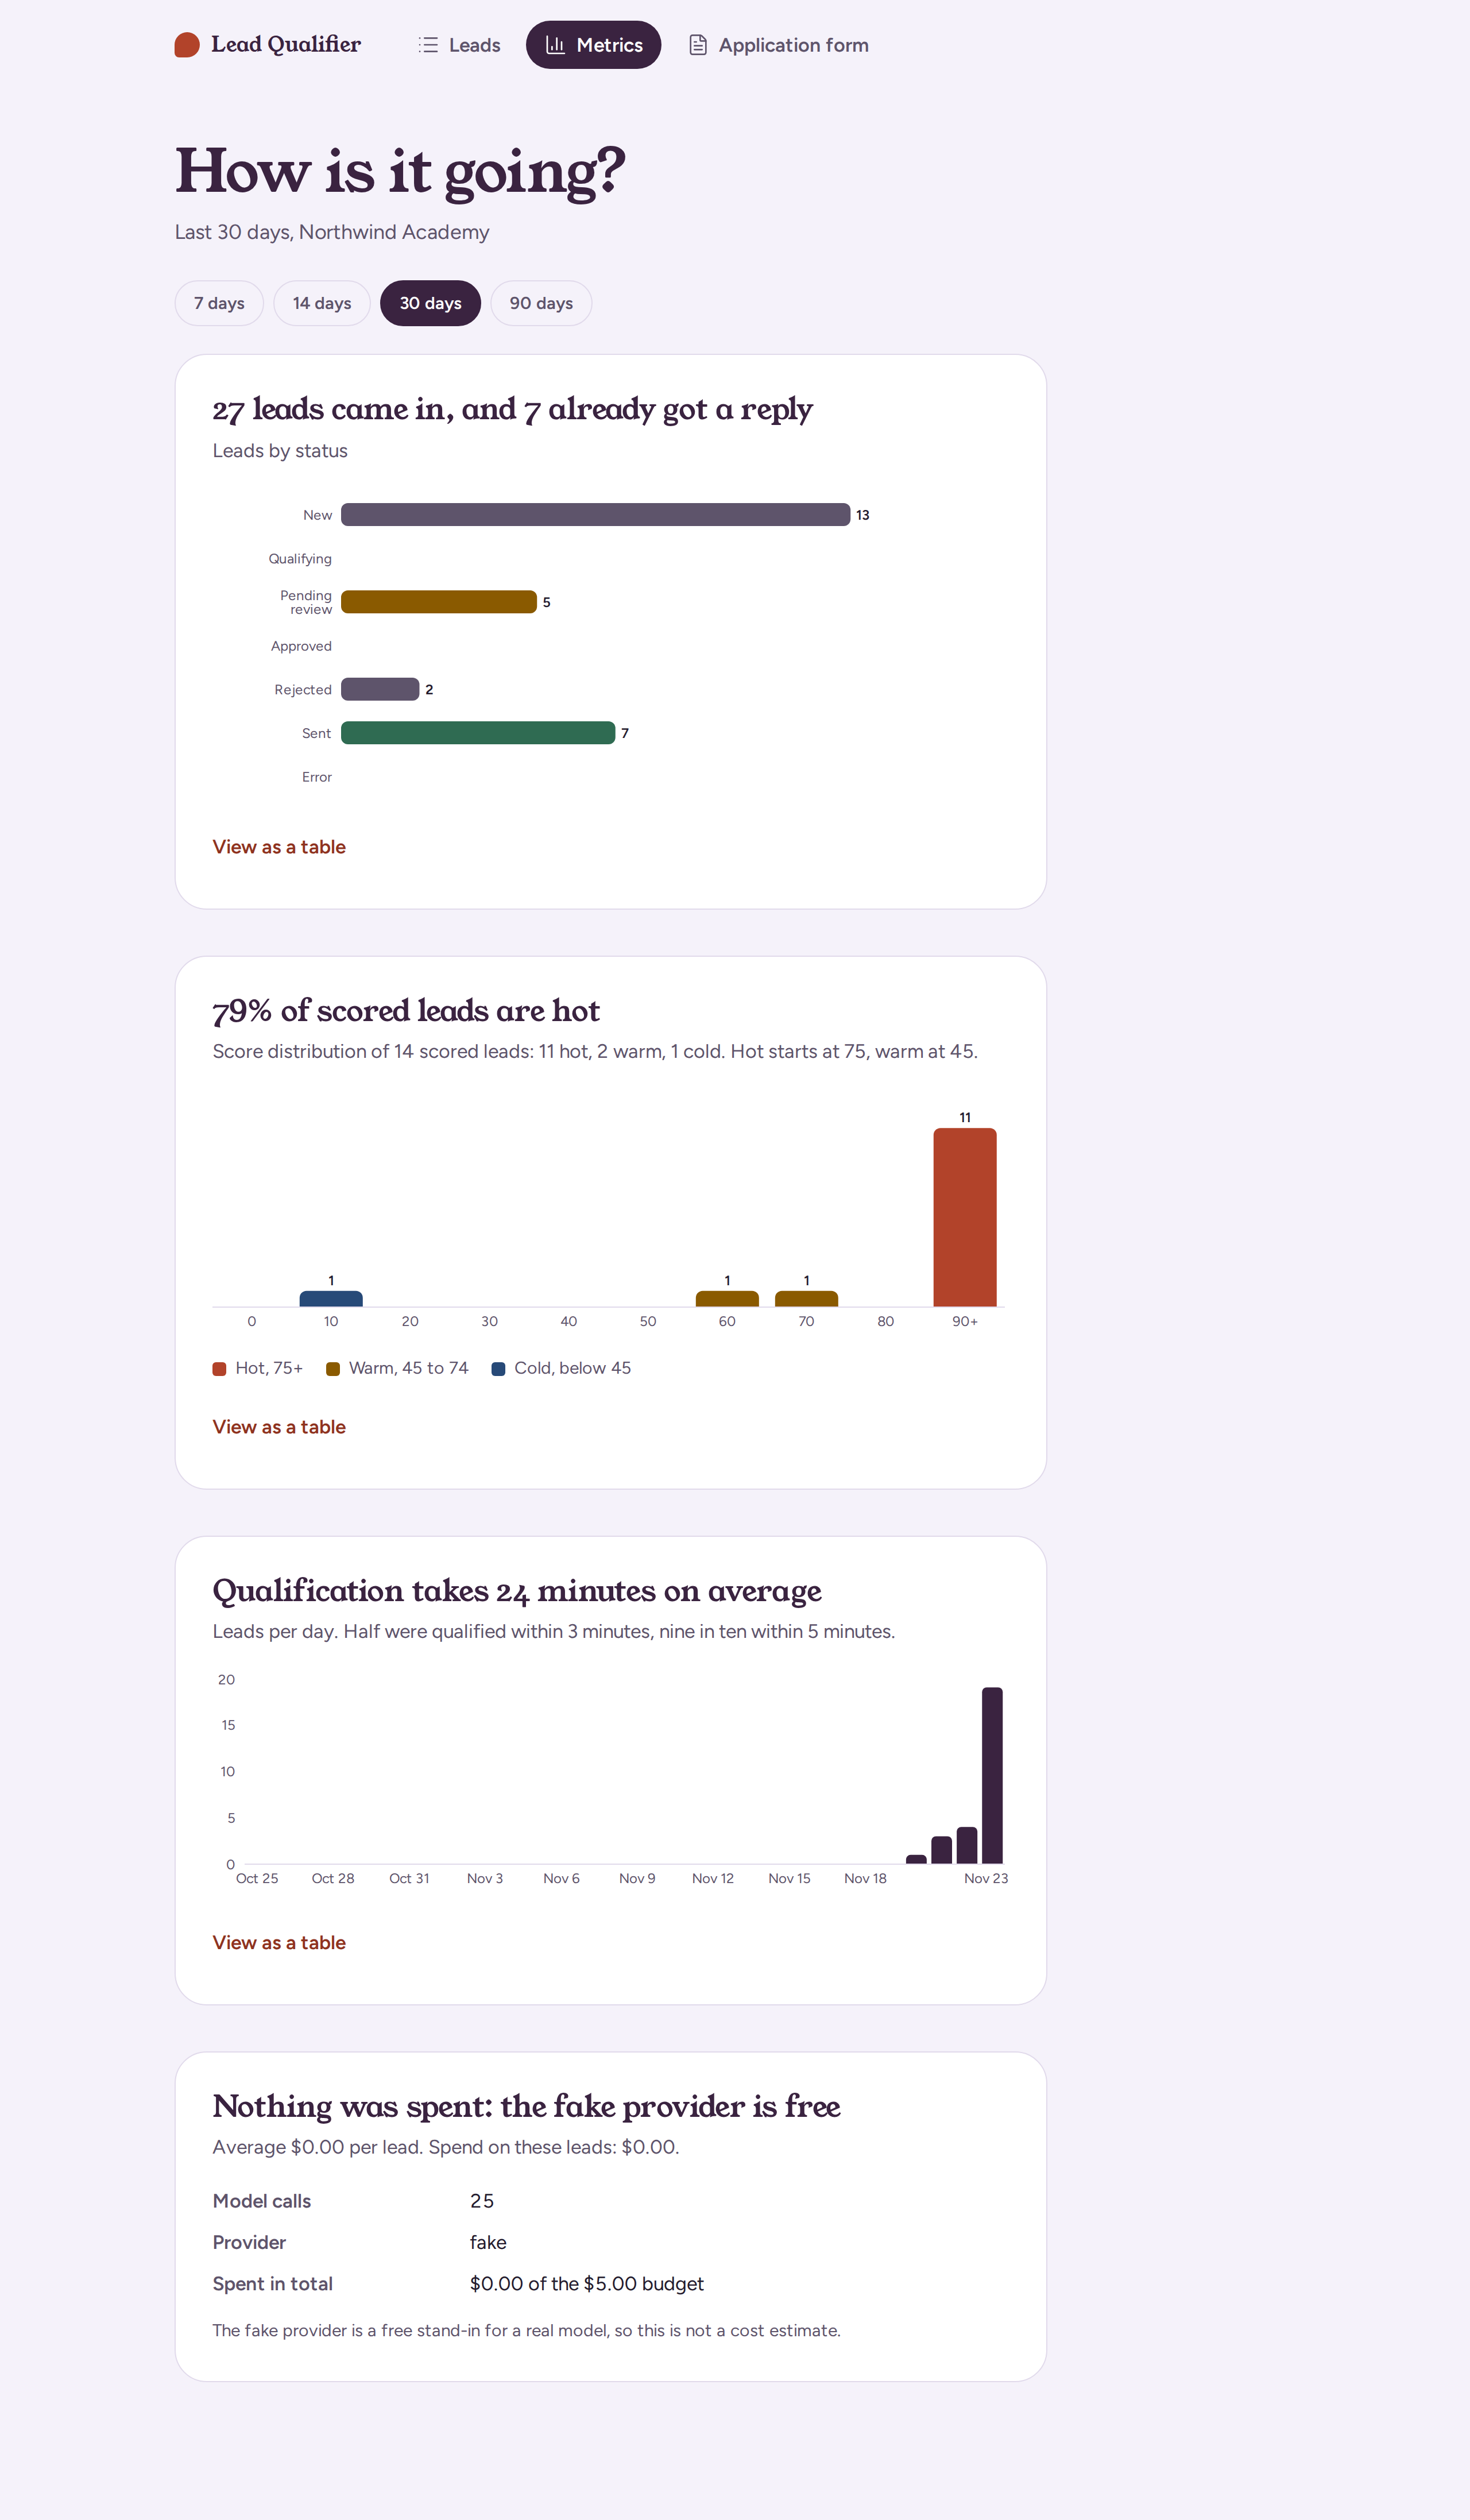 Lead Qualifier
Leads
Metrics
Application form
How is it going?
Last 30 days, Northwind Academy
7 days
14 days
30 days
90 days
27 leads came in, and 7 already got a reply
Leads by status
New
13
Qualifying
Pending
review
5
Approved
Rejected
2
Sent
7
Error
View as a table
79% of scored leads are hot
Score distribution of 14 scored leads: 11 hot, 2 warm, 1 cold. Hot starts at 75, warm at 45.
11
1
1
1
0
10
20
30
40
50
60
70
80
90+
Hot, 75+
Warm, 45 to 74
Cold, below 45
View as a table
Qualification takes 24 minutes on average
Leads per day. Half were qualified within 3 minutes, nine in ten within 5 minutes.
20
15
10
5
0
Oct 25
Oct 28
Oct 31
Nov 3
Nov 6
Nov 9
Nov 12
Nov 15
Nov 18
Nov 23
View as a table
Nothing was spent: the fake provider is free
Average $0.00 per lead. Spend on these leads: $0.00.
Model calls
25
Provider
fake
Spent in total
$0.00 of the $5.00 budget
The fake provider is a free stand-in for a real model, so this is not a cost estimate.